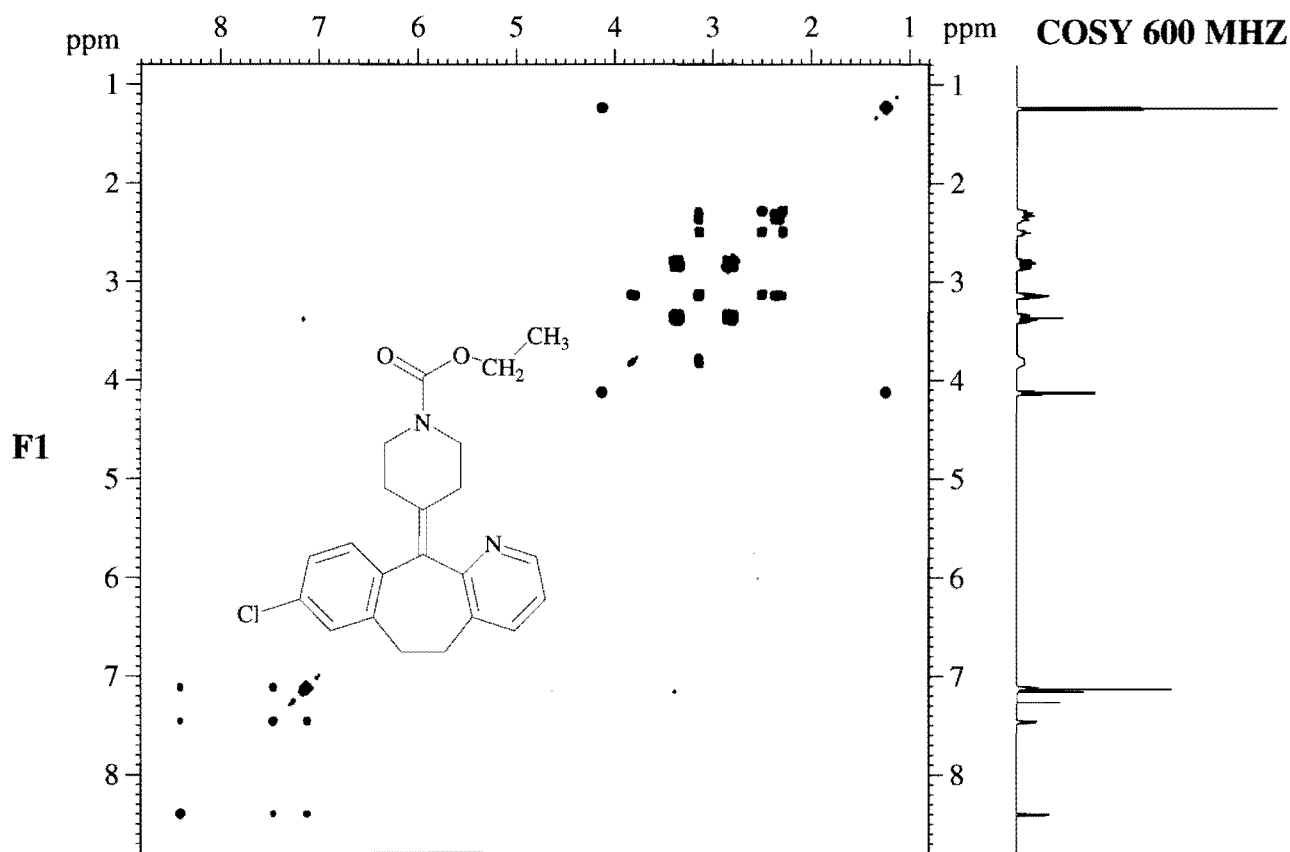 8 7 6 5 4 3 2 1
ppm ppm COSY 600 MHZ
1 1
2 2
3 3
CH₃
O O
CH₂
4 4
N
F1
5 5
N
6 6
Cl
7 7
8 8